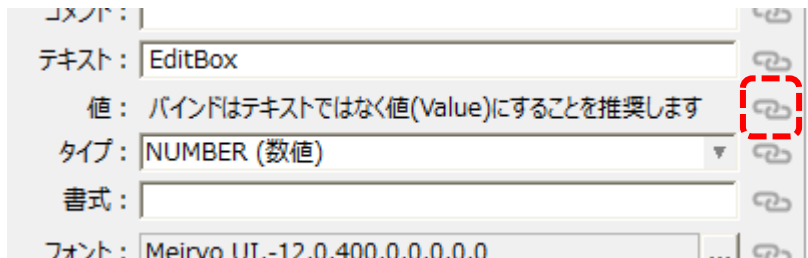 コメント：
テキスト： EditBox
値： バインドはテキストではなく値(Value)にすることを推奨します
タイプ： NUMBER (数値)
書式：
フォント： Meiryo UI,-12,0,400,0,0,0,0,0 ...